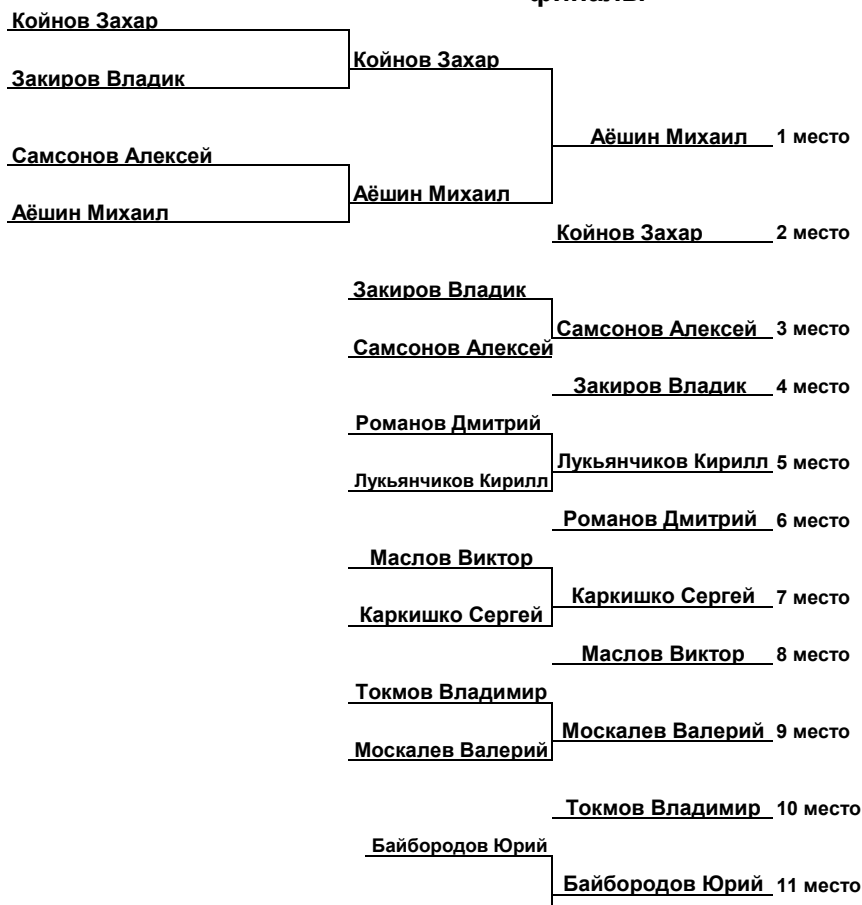 Койнов Захар
Койнов Захар
Закиров Владик
Аёшин Михаил 1 место
Самсонов Алексей
Аёшин Михаил
Аёшин Михаил
Койнов Захар 2 место
Закиров Владик
Самсонов Алексей 3 место
Самсонов Алексей
Закиров Владик 4 место
Романов Дмитрий
Лукьянчиков Кирилл 5 место
Лукьянчиков Кирилл
Романов Дмитрий 6 место
Маслов Виктор
Каркишко Сергей 7 место
Каркишко Сергей
Маслов Виктор 8 место
Токмов Владимир
Москалев Валерий 9 место
Москалев Валерий
Токмов Владимир 10 место
Байбородов Юрий
Байбородов Юрий 11 место